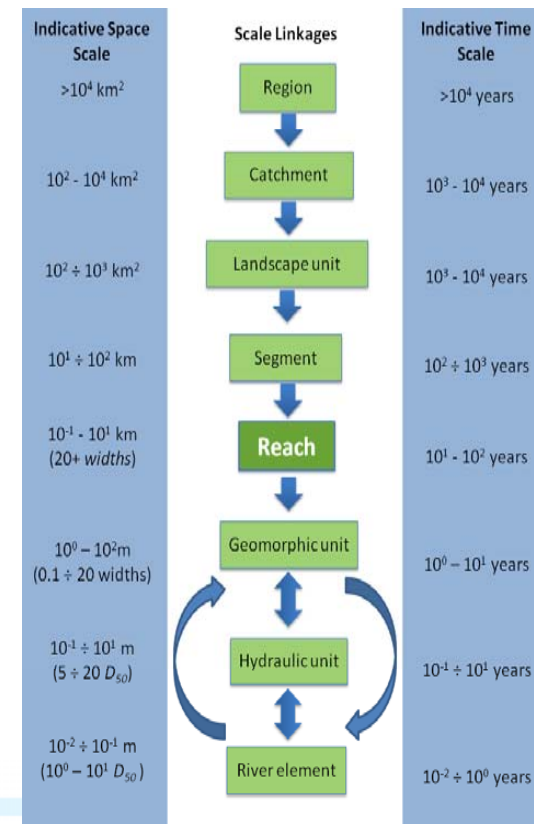 Indicative Space
Scale
Scale Linkages
Indicative Time
Scale
>10⁴ km²
Region
>10⁴ years
10² - 10⁴ km²
Catchment
10³ - 10⁴ years
10² ÷ 10³ km²
Landscape unit
10³ - 10⁴ years
10¹ ÷ 10² km
Segment
10² ÷ 10³ years
10⁻¹ - 10¹ km
(20+ widths)
Reach
10¹ - 10² years
10⁰ – 10²m
(0.1 ÷ 20 widths)
Geomorphic unit
10⁰ – 10¹ years
10⁻¹ ÷ 10¹ m
(5 ÷ 20 D₅₀)
Hydraulic unit
10⁻¹ ÷ 10¹ years
10⁻² ÷ 10⁻¹ m
(10⁰ – 10¹ D₅₀ )
River element
10⁻² ÷ 10⁰ years